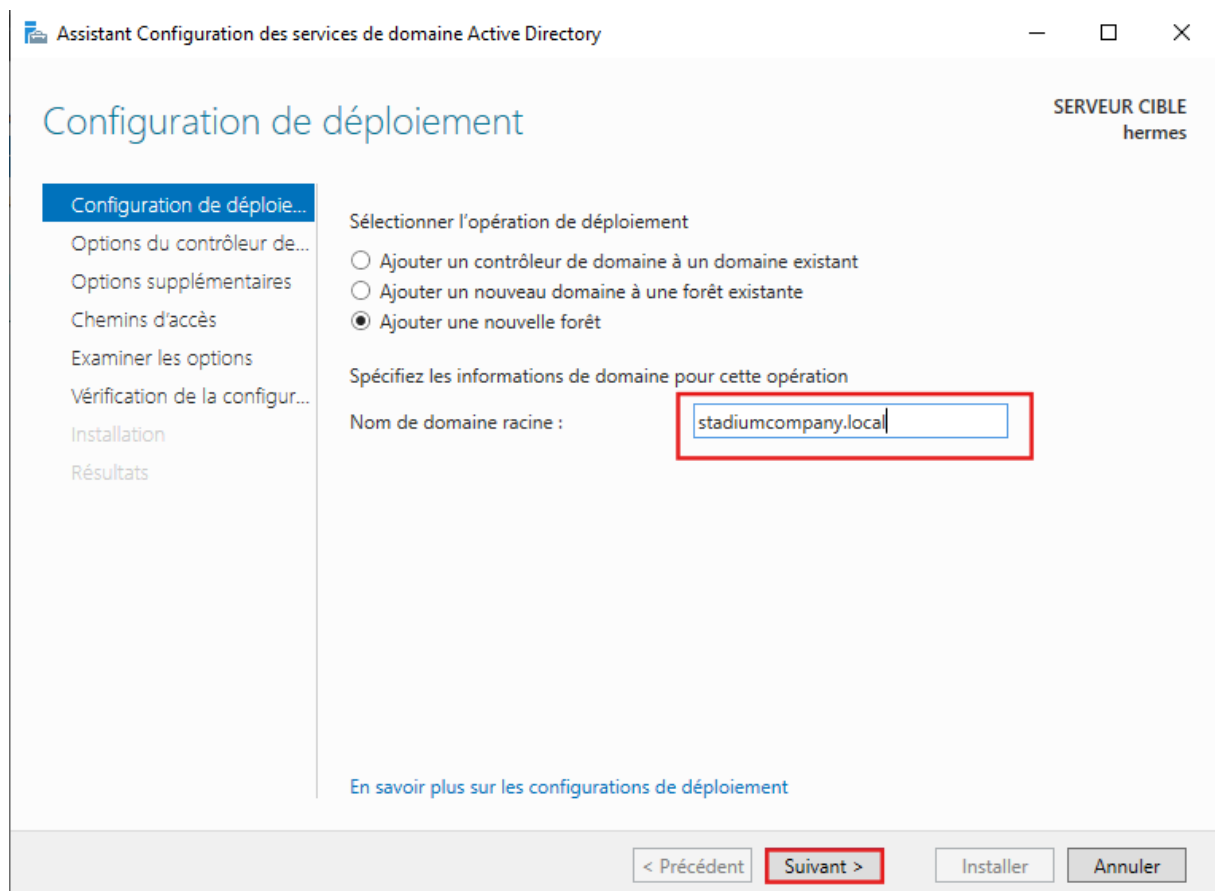 Assistant Configuration des services de domaine Active Directory
Configuration de déploiement
SERVEUR CIBLE
hermes
Configuration de déploie...
Options du contrôleur de...
Options supplémentaires
Chemins d'accès
Examiner les options
Vérification de la configur...
Installation
Résultats
Sélectionner l'opération de déploiement
Ajouter un contrôleur de domaine à un domaine existant
Ajouter un nouveau domaine à une forêt existante
Ajouter une nouvelle forêt
Spécifiez les informations de domaine pour cette opération
Nom de domaine racine : stadiumcompany.local
En savoir plus sur les configurations de déploiement
< Précédent Suivant > Installer Annuler